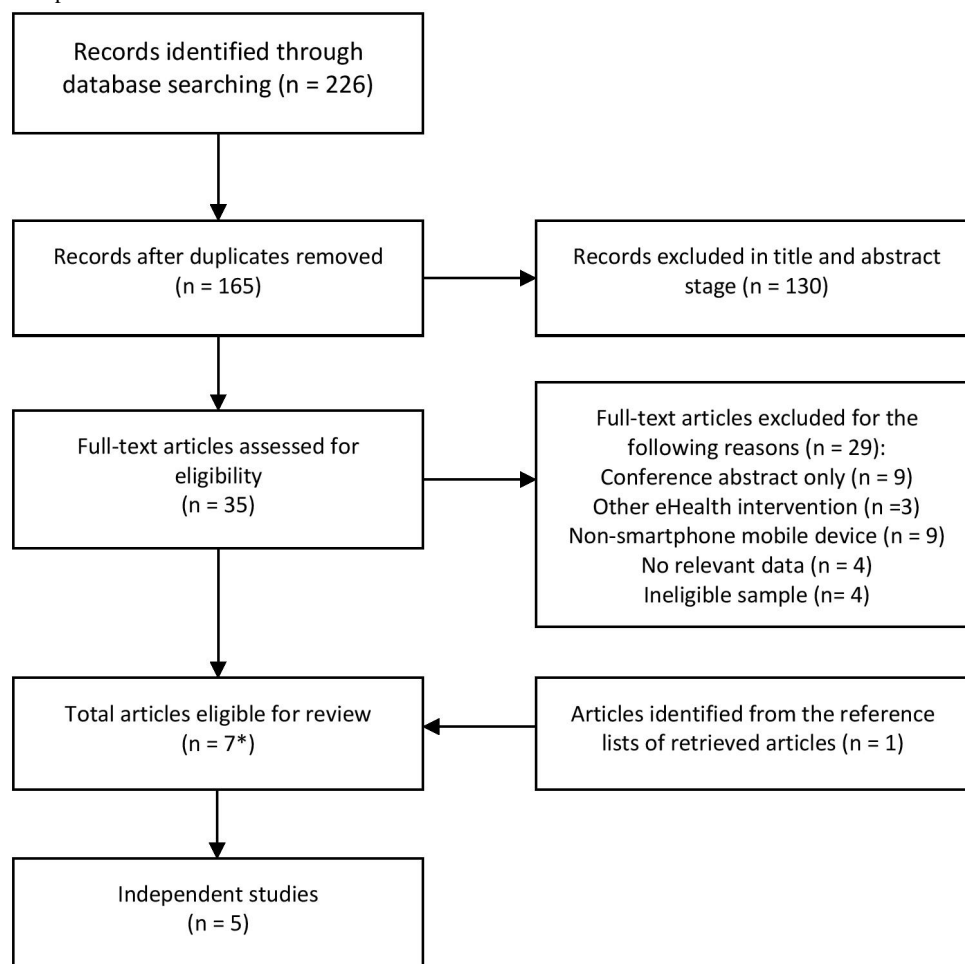 Records identified through
database searching (n = 226)
Records after duplicates removed
(n = 165)
Records excluded in title and abstract
stage (n = 130)
Full-text articles assessed for
eligibility
(n = 35)
Full-text articles excluded for the
following reasons (n = 29):
Conference abstract only (n = 9)
Other eHealth intervention (n =3)
Non-smartphone mobile device (n = 9)
No relevant data (n = 4)
Ineligible sample (n= 4)
Total articles eligible for review
(n = 7*)
Articles identified from the reference
lists of retrieved articles (n = 1)
Independent studies
(n = 5)